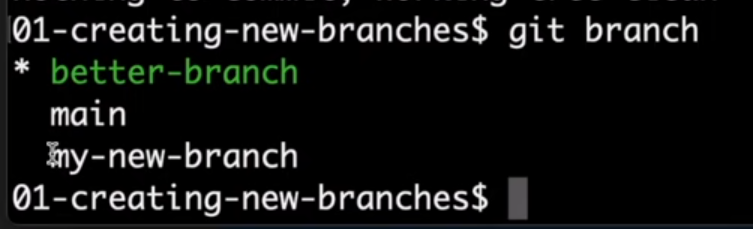 01-creating-new-branches$ git branch
* better-branch
main
my-new-branch
01-creating-new-branches$